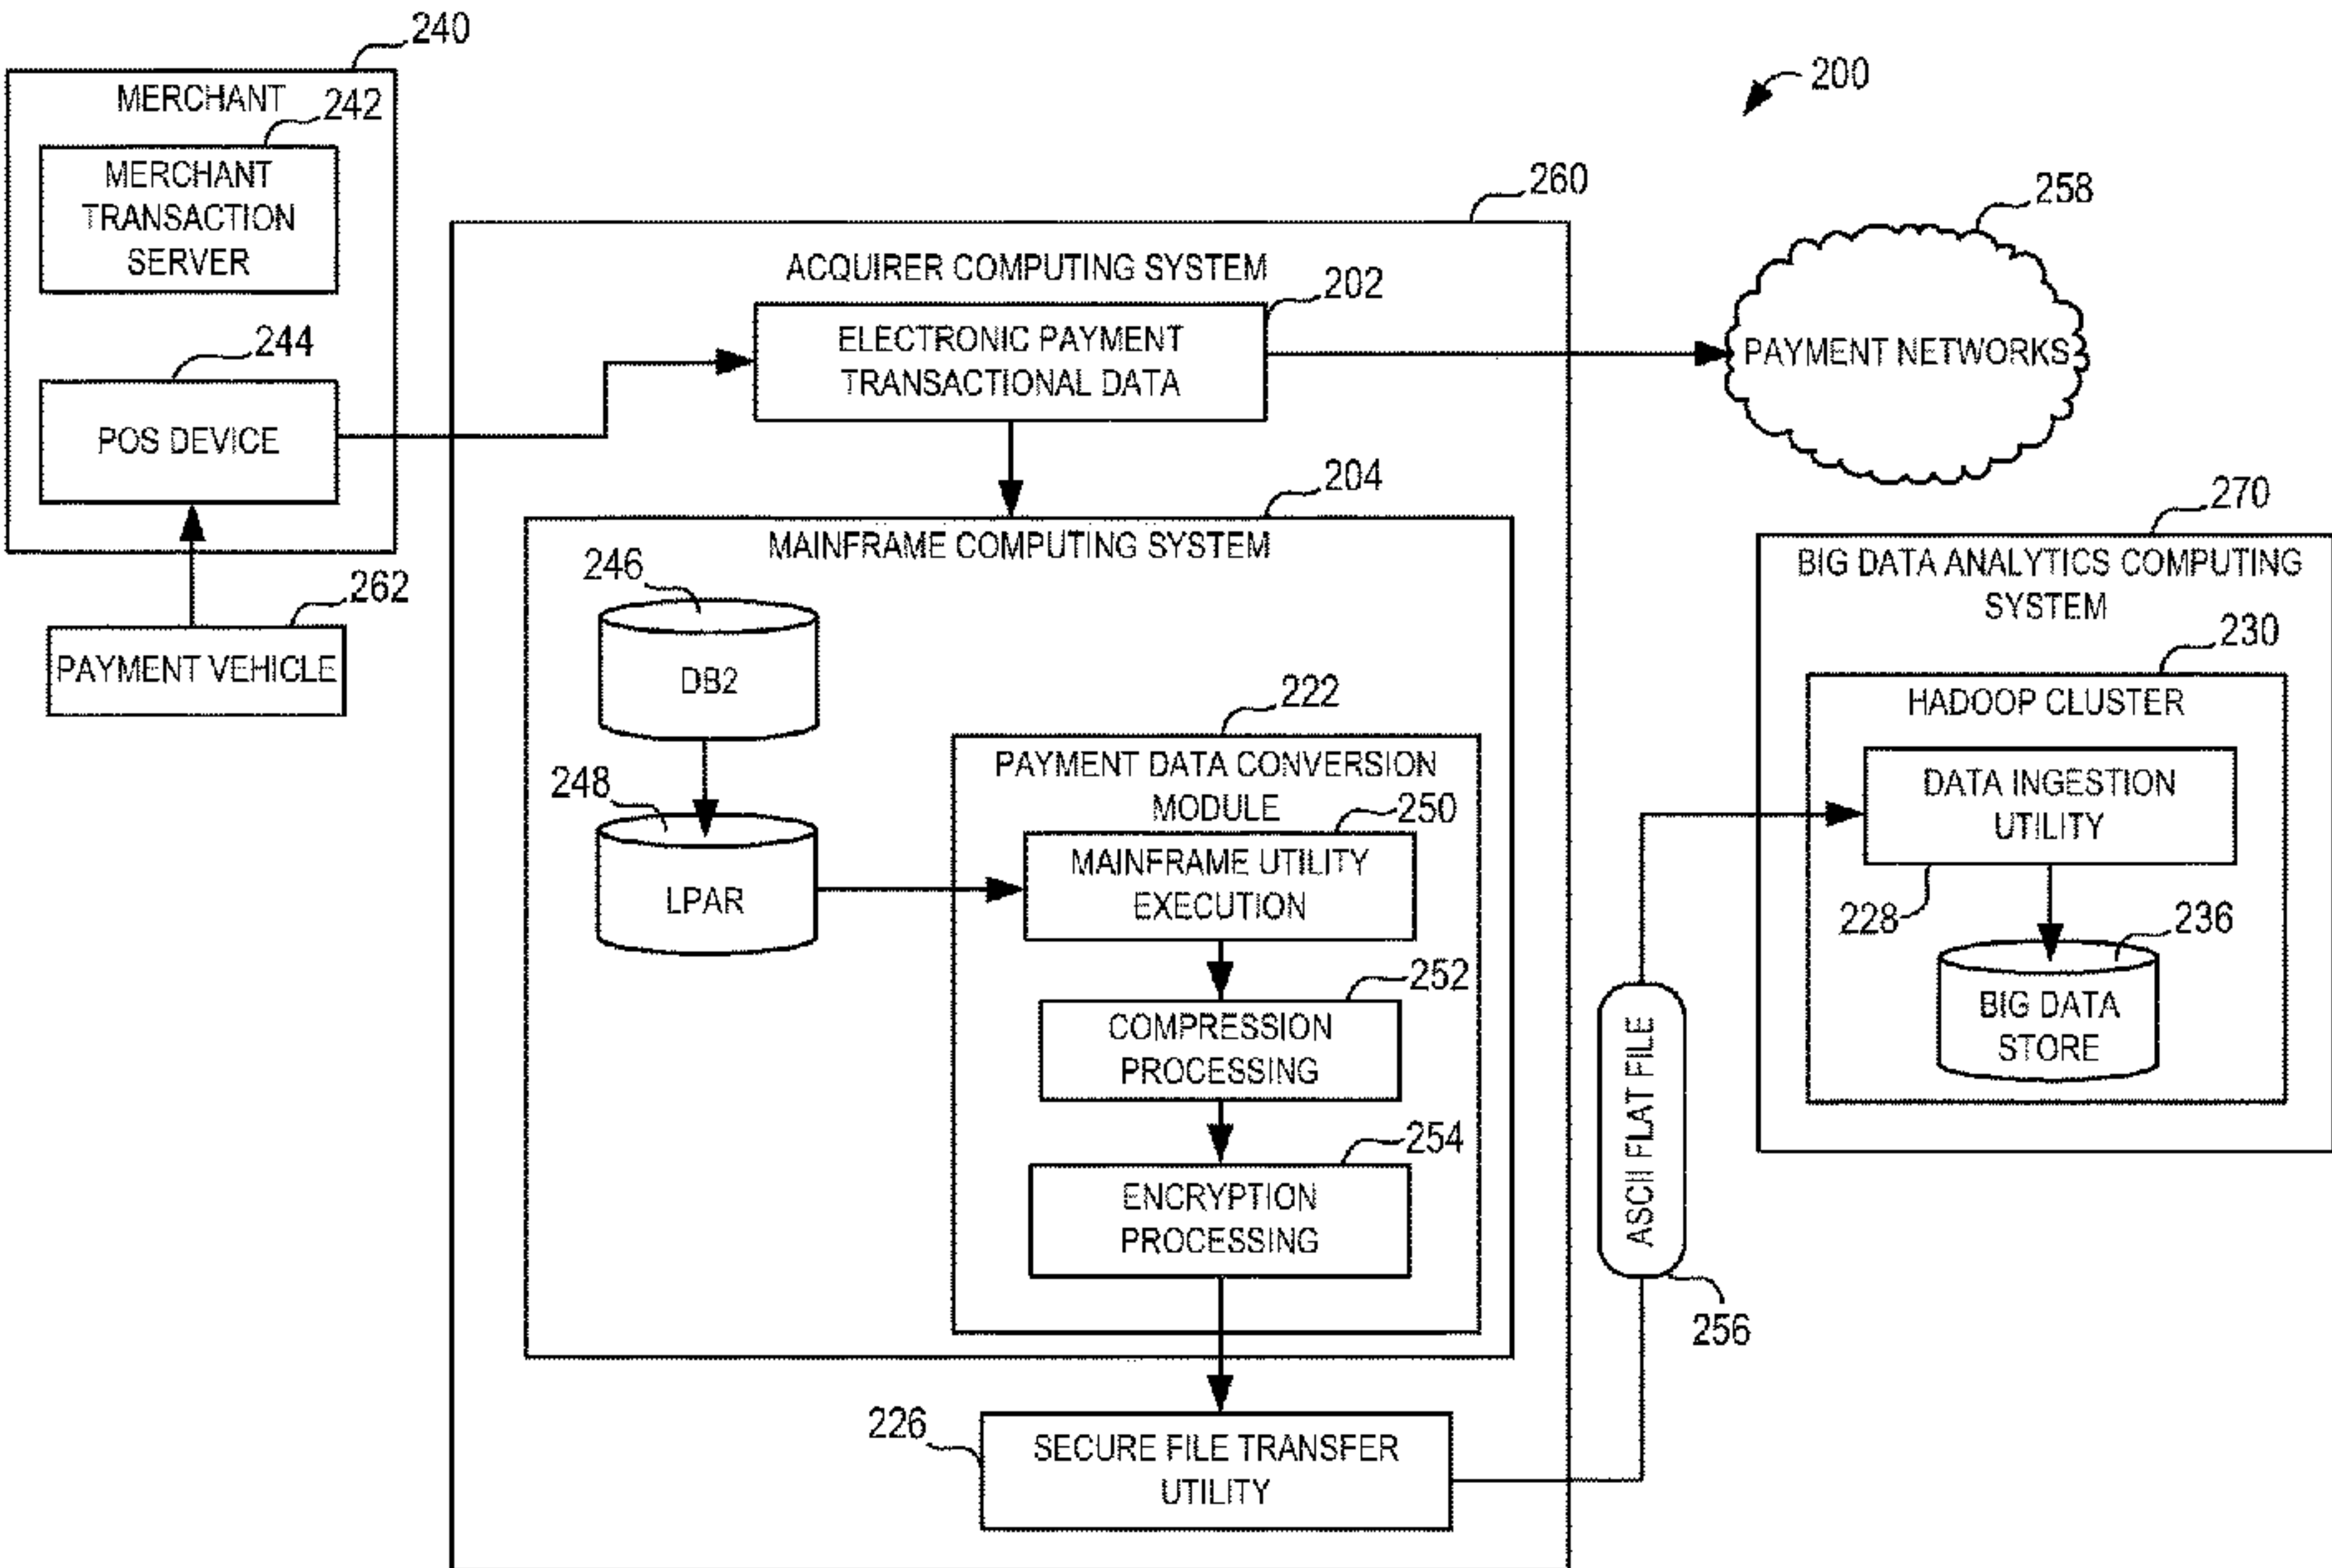 240
MERCHANT
242
MERCHANT
TRANSACTION
SERVER
244
POS DEVICE
262
PAYMENT VEHICLE
200
260
ACQUIRER COMPUTING SYSTEM
202
ELECTRONIC PAYMENT
TRANSACTIONAL DATA
258
PAYMENT NETWORKS
204
MAINFRAME COMPUTING SYSTEM
246
DB2
248
LPAR
222
PAYMENT DATA CONVERSION
MODULE
250
MAINFRAME UTILITY
EXECUTION
252
COMPRESSION
PROCESSING
254
ENCRYPTION
PROCESSING
226
SECURE FILE TRANSFER
UTILITY
ASCII FLAT FILE
256
270
BIG DATA ANALYTICS COMPUTING
SYSTEM
230
HADOOP CLUSTER
DATA INGESTION
UTILITY
228
236
BIG DATA
STORE